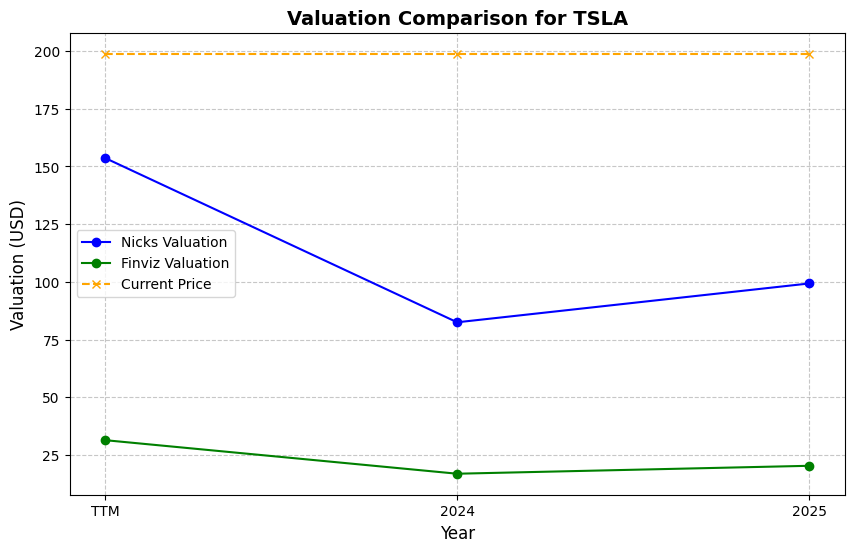 Valuation Comparison for TSLA
Valuation (USD)
200
175
150
125
100
75
50
25
Nicks Valuation
Finviz Valuation
Current Price
TTM
2024
2025
Year